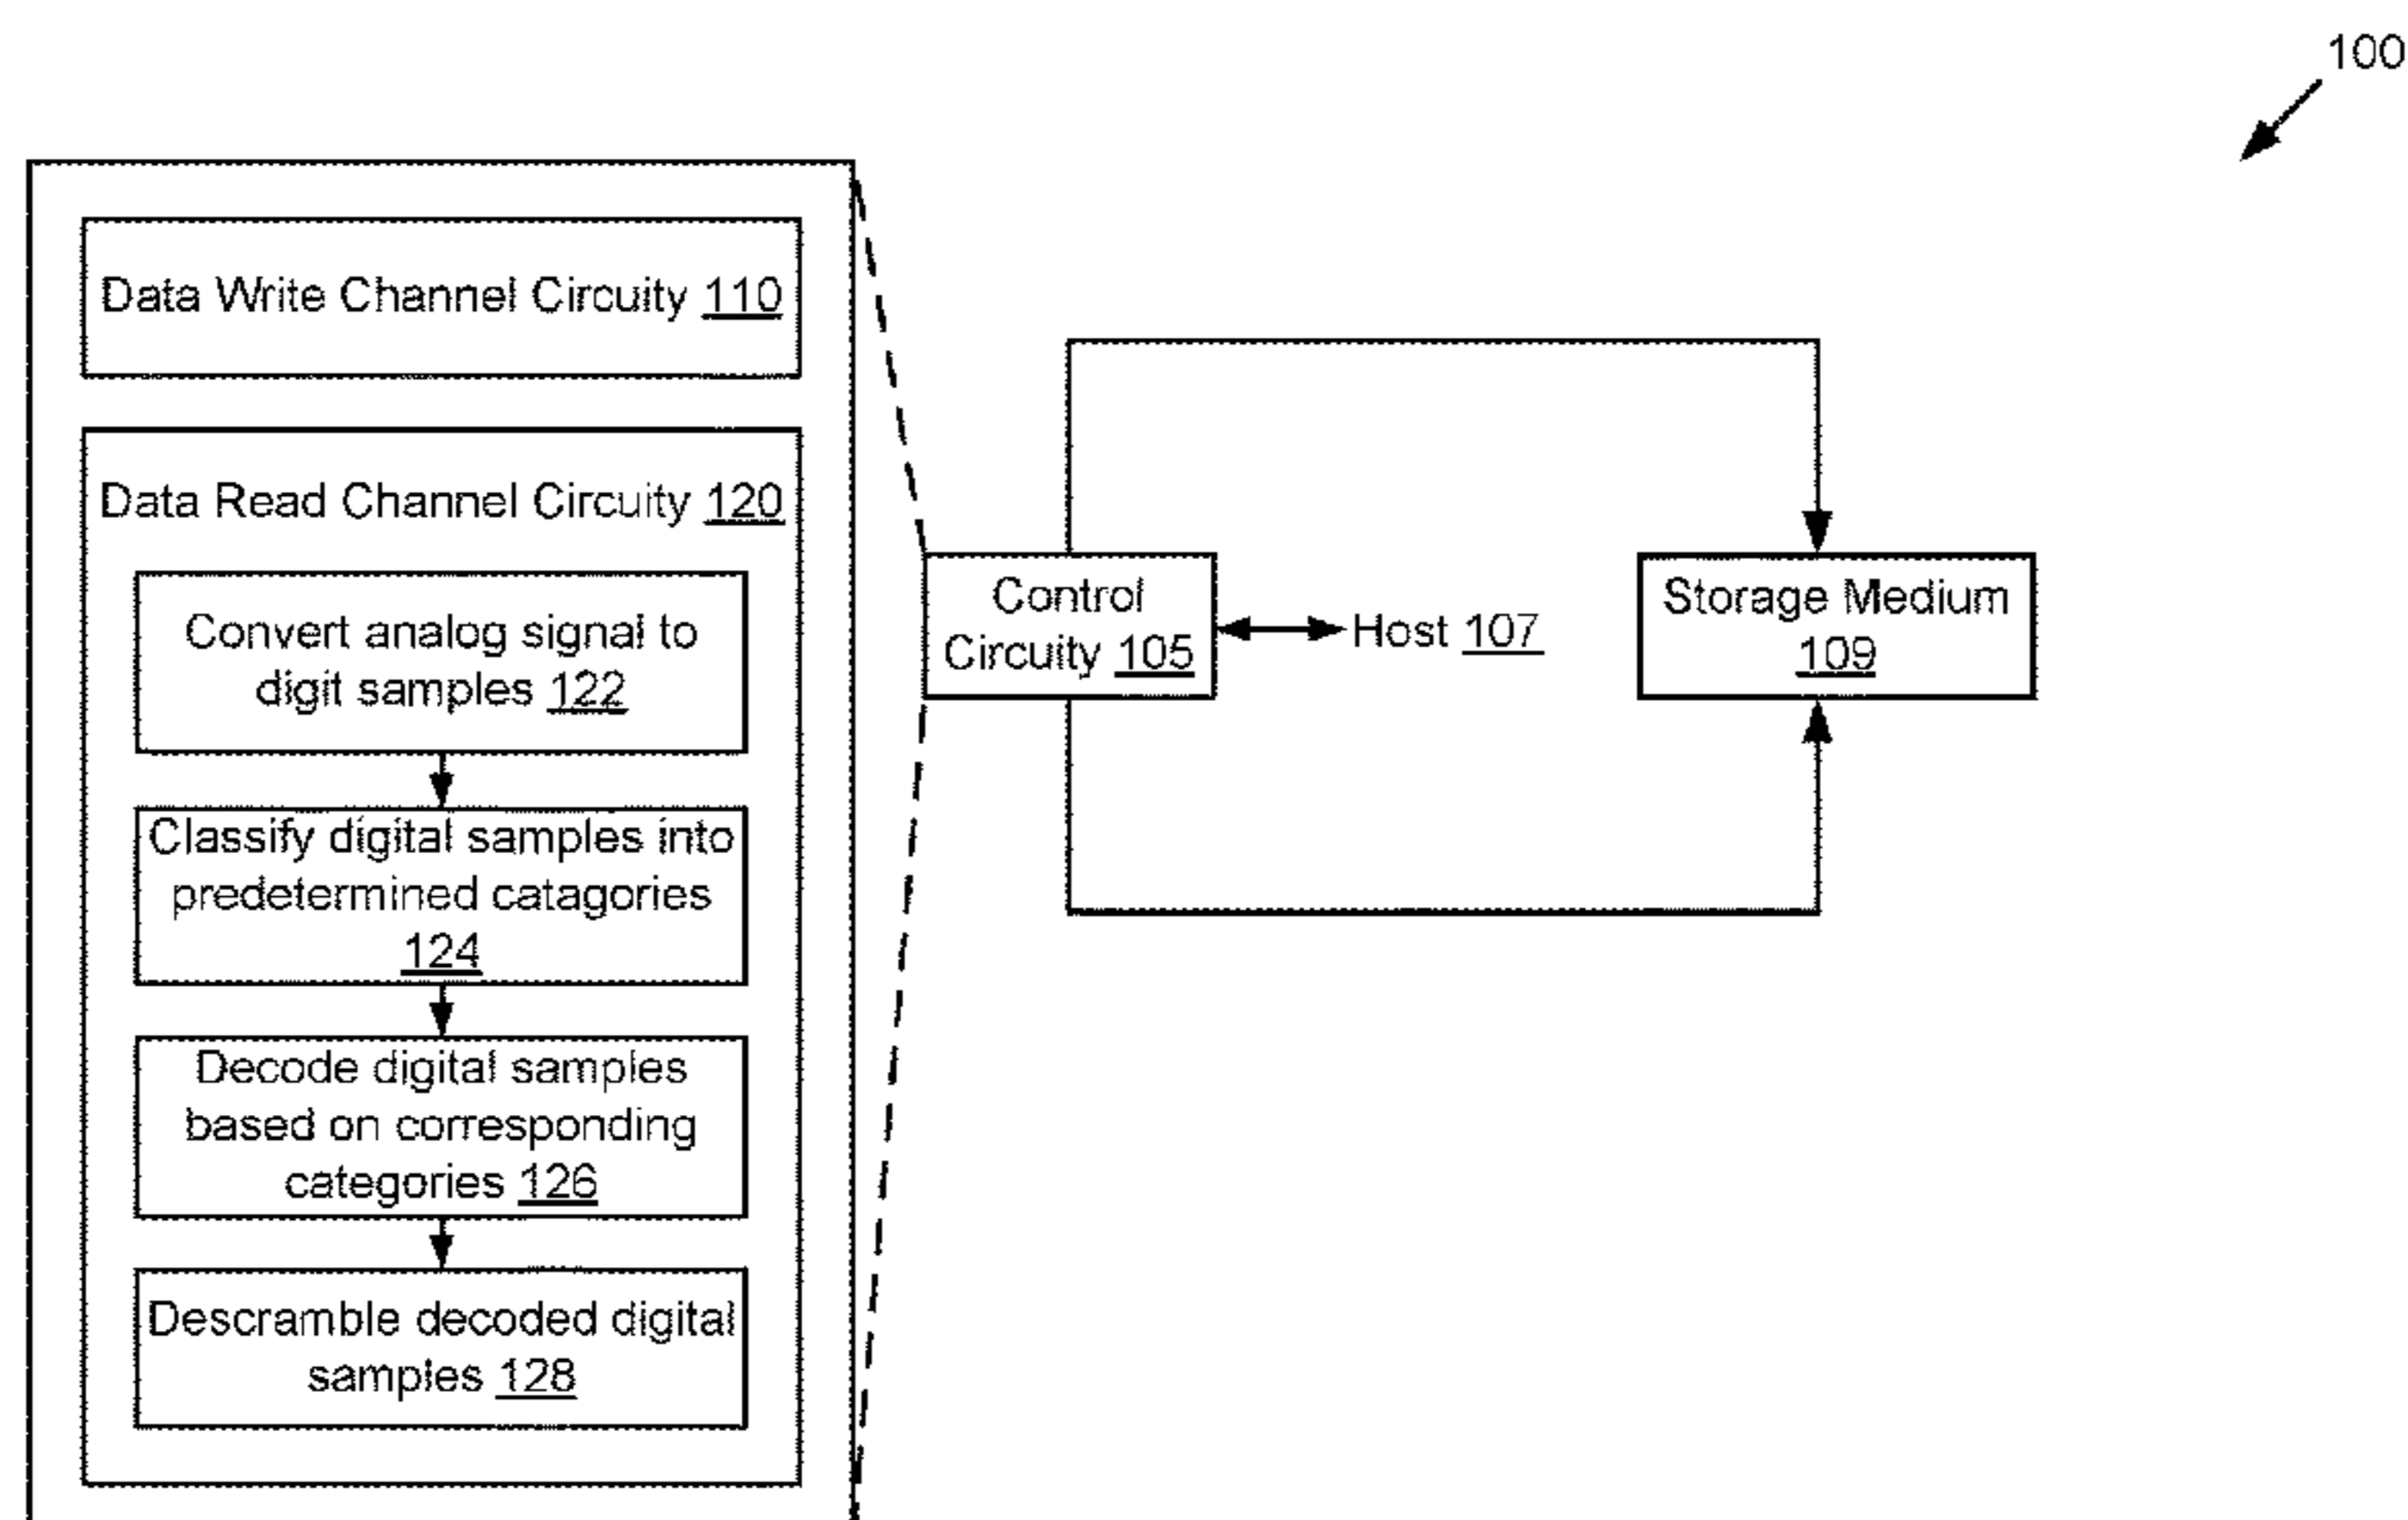 100
Data Write Channel Circuity 110
Data Read Channel Circuity 120
Convert analog signal to
digit samples 122
Classify digital samples into
predetermined catagories
124
Decode digital samples
based on corresponding
categories 126
Descramble decoded digital
samples 128
Control
Circuity 105
Host 107
Storage Medium
109